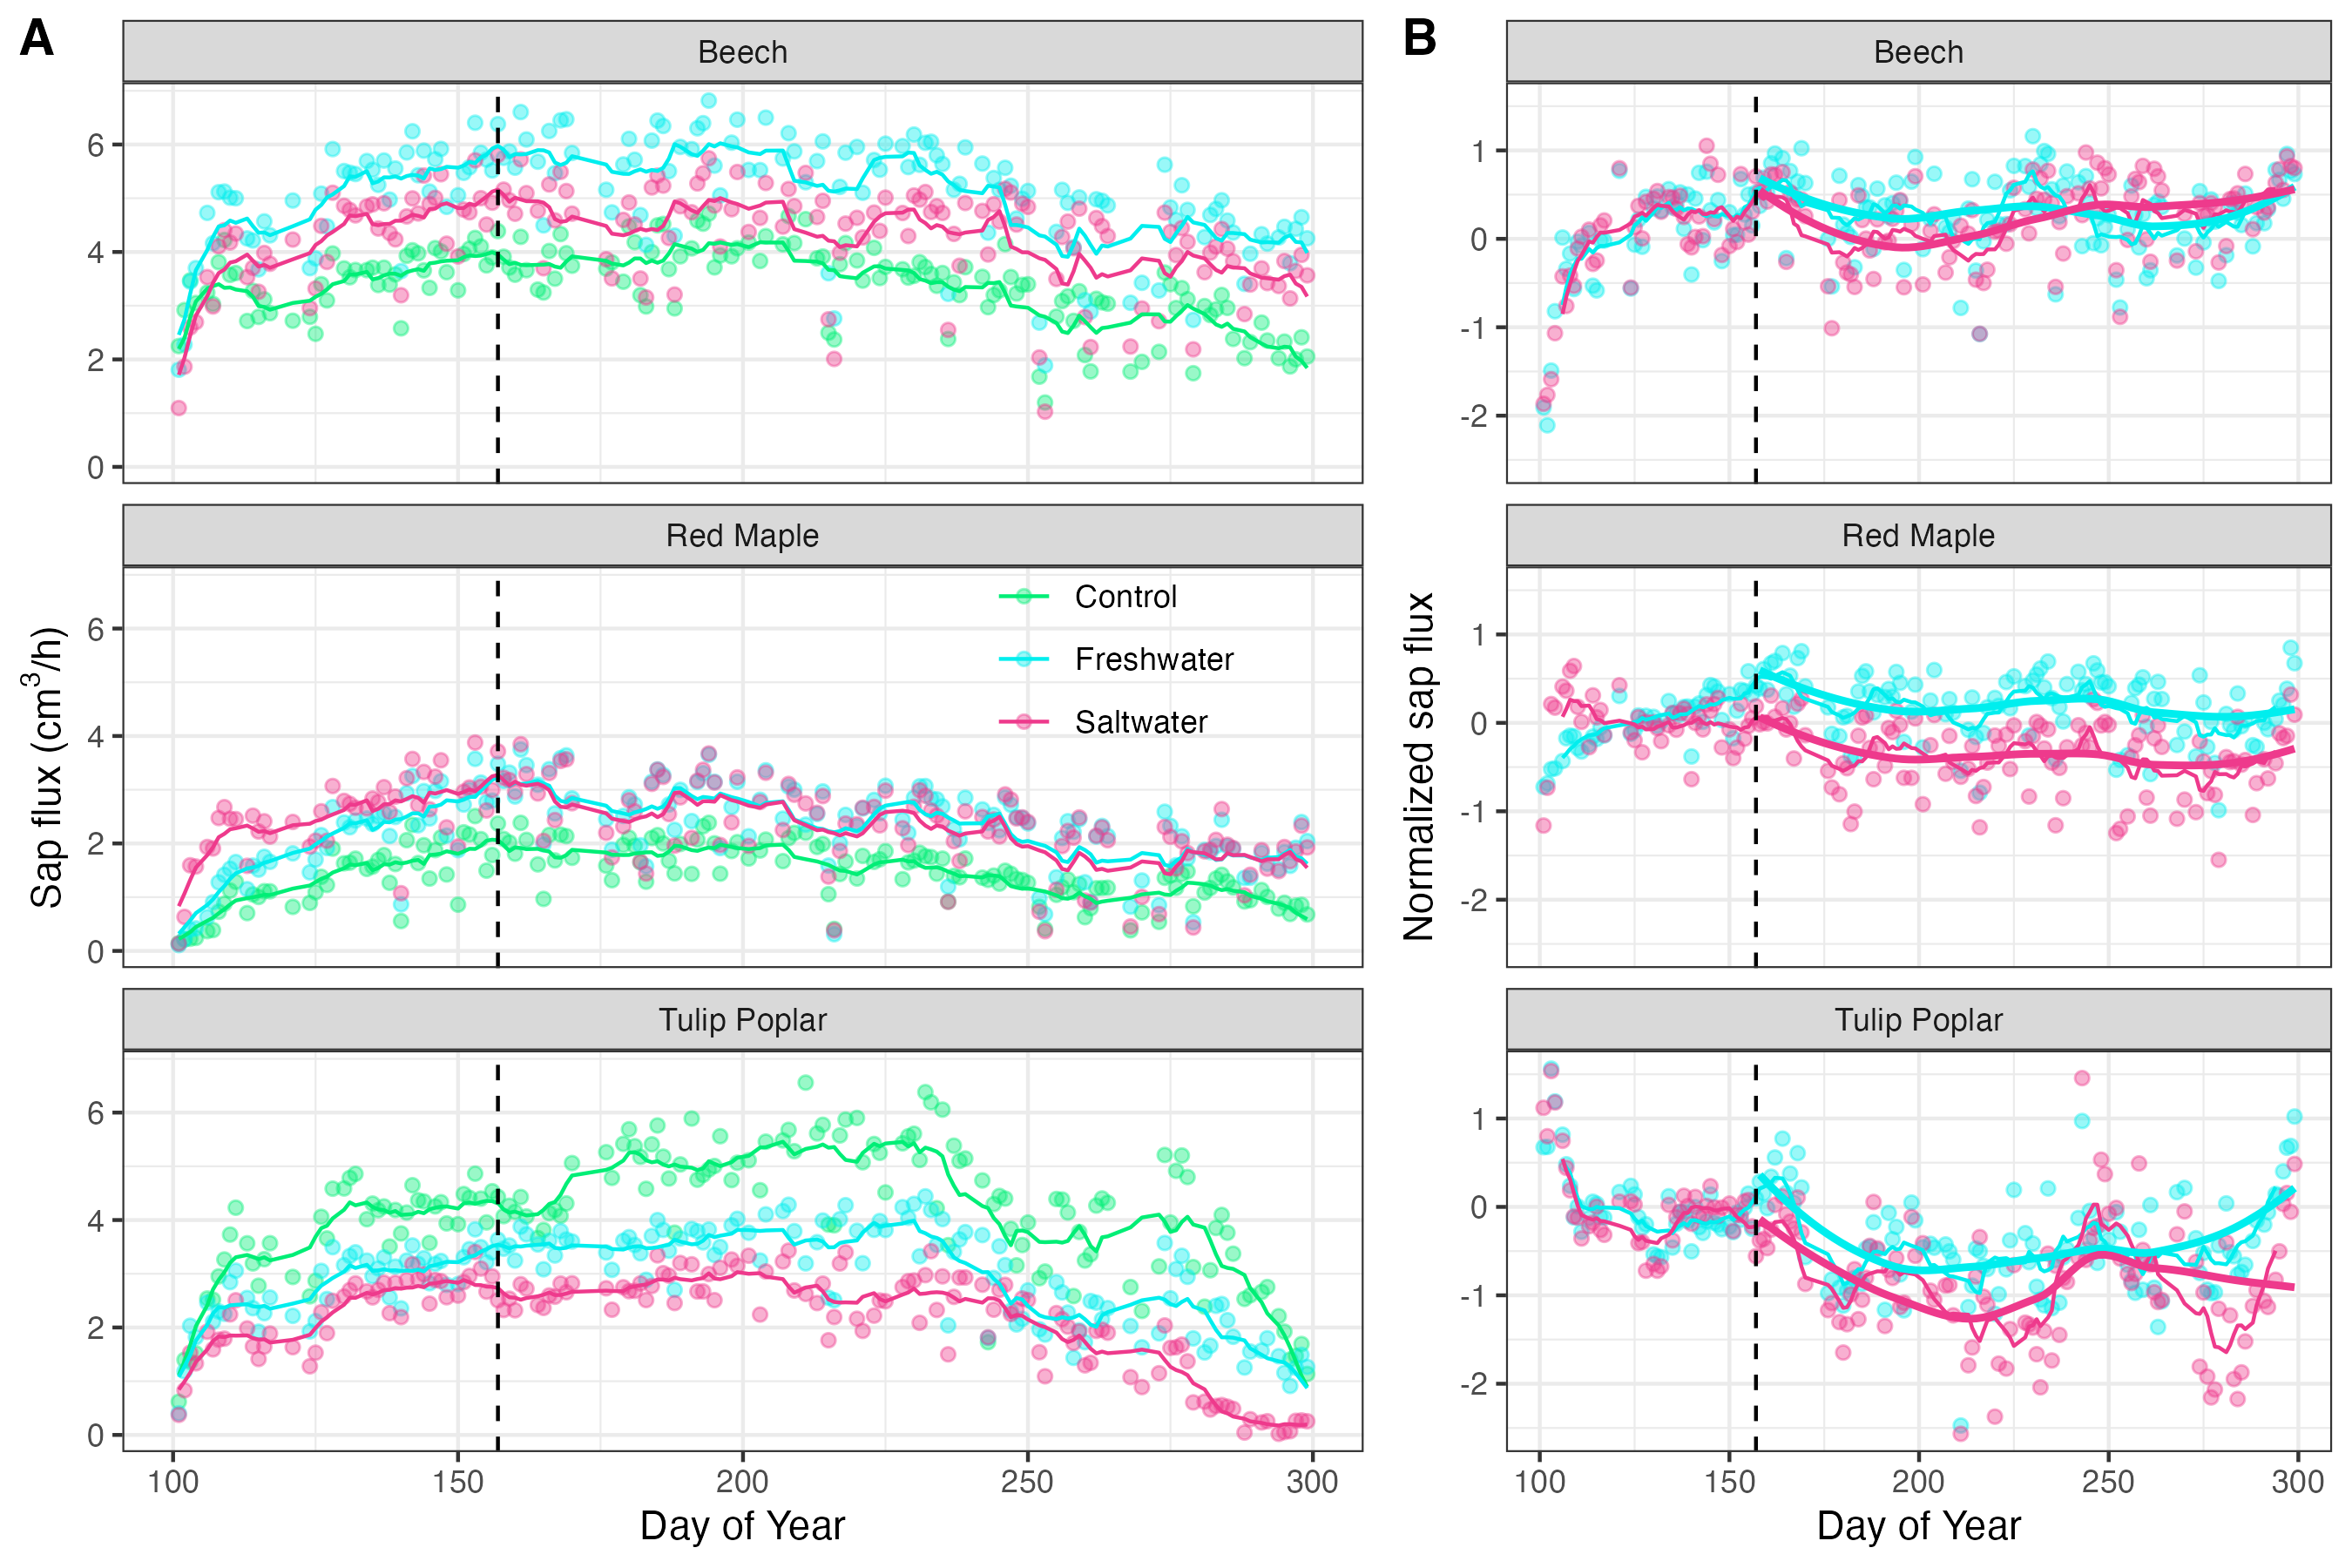 A
B
Beech
Beech
6
4
2
0
1
0
-1
-2
Red Maple
Red Maple
Control
Freshwater
Saltwater
6
4
2
0
1
0
-1
-2
Sap flux (cm³/h)
Normalized sap flux
Tulip Poplar
Tulip Poplar
6
4
2
0
1
0
-1
-2
100 150 200 250 300
100 150 200 250 300
Day of Year
Day of Year